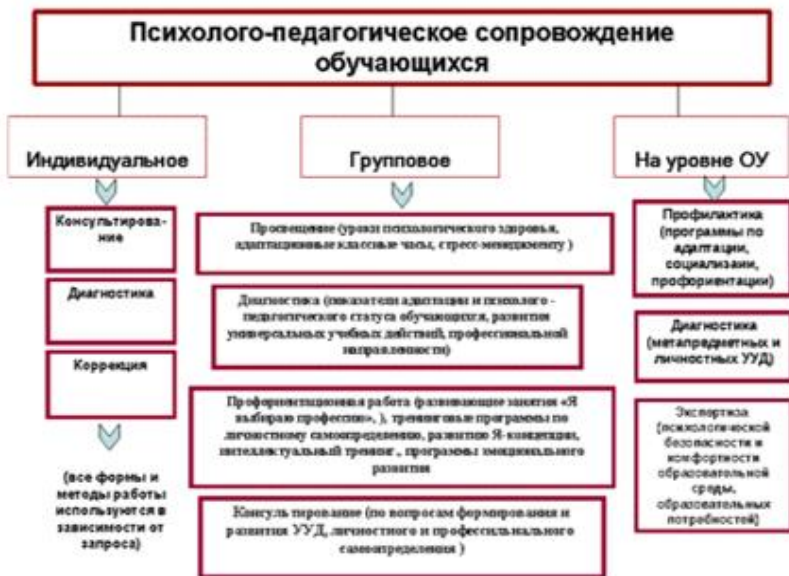 Психолого-педагогическое сопровождение
обучающихся
Индивидуальное
Групповое
На уровне ОУ
Консультирова-
ние
Диагностика
Коррекция
(все формы и
методы работы
используются в
зависимости от
запроса)
Просвещение (уроки психологического здоровья,
адаптационные классные часы, стресс-менеджменту )
Диагностика (показатели адаптации и психолого -
педагогического статуса обучающихся, развития
универсальных учебных действий, профессиональной
направленности)
Профориентационная работа (развивающие занятия «Я
выбираю профессию», ), тренинговые программы по
личностному самоопределению, развитию Я-концепции,
интеллектуальный тренинг , программы эмоционального
развития
Консультирование (по вопросам формирования и
развития УУД, личностного и профессильнального
самоопределения )
Профилактика
(программы по
адаптации,
социализаии,
профориентации)
Диагностика
(метапредметных и
личностных УУД)
Экспертиза
(психологической
безопасности и
комфортности
образовательной
среды,
образовательных
потребностей)